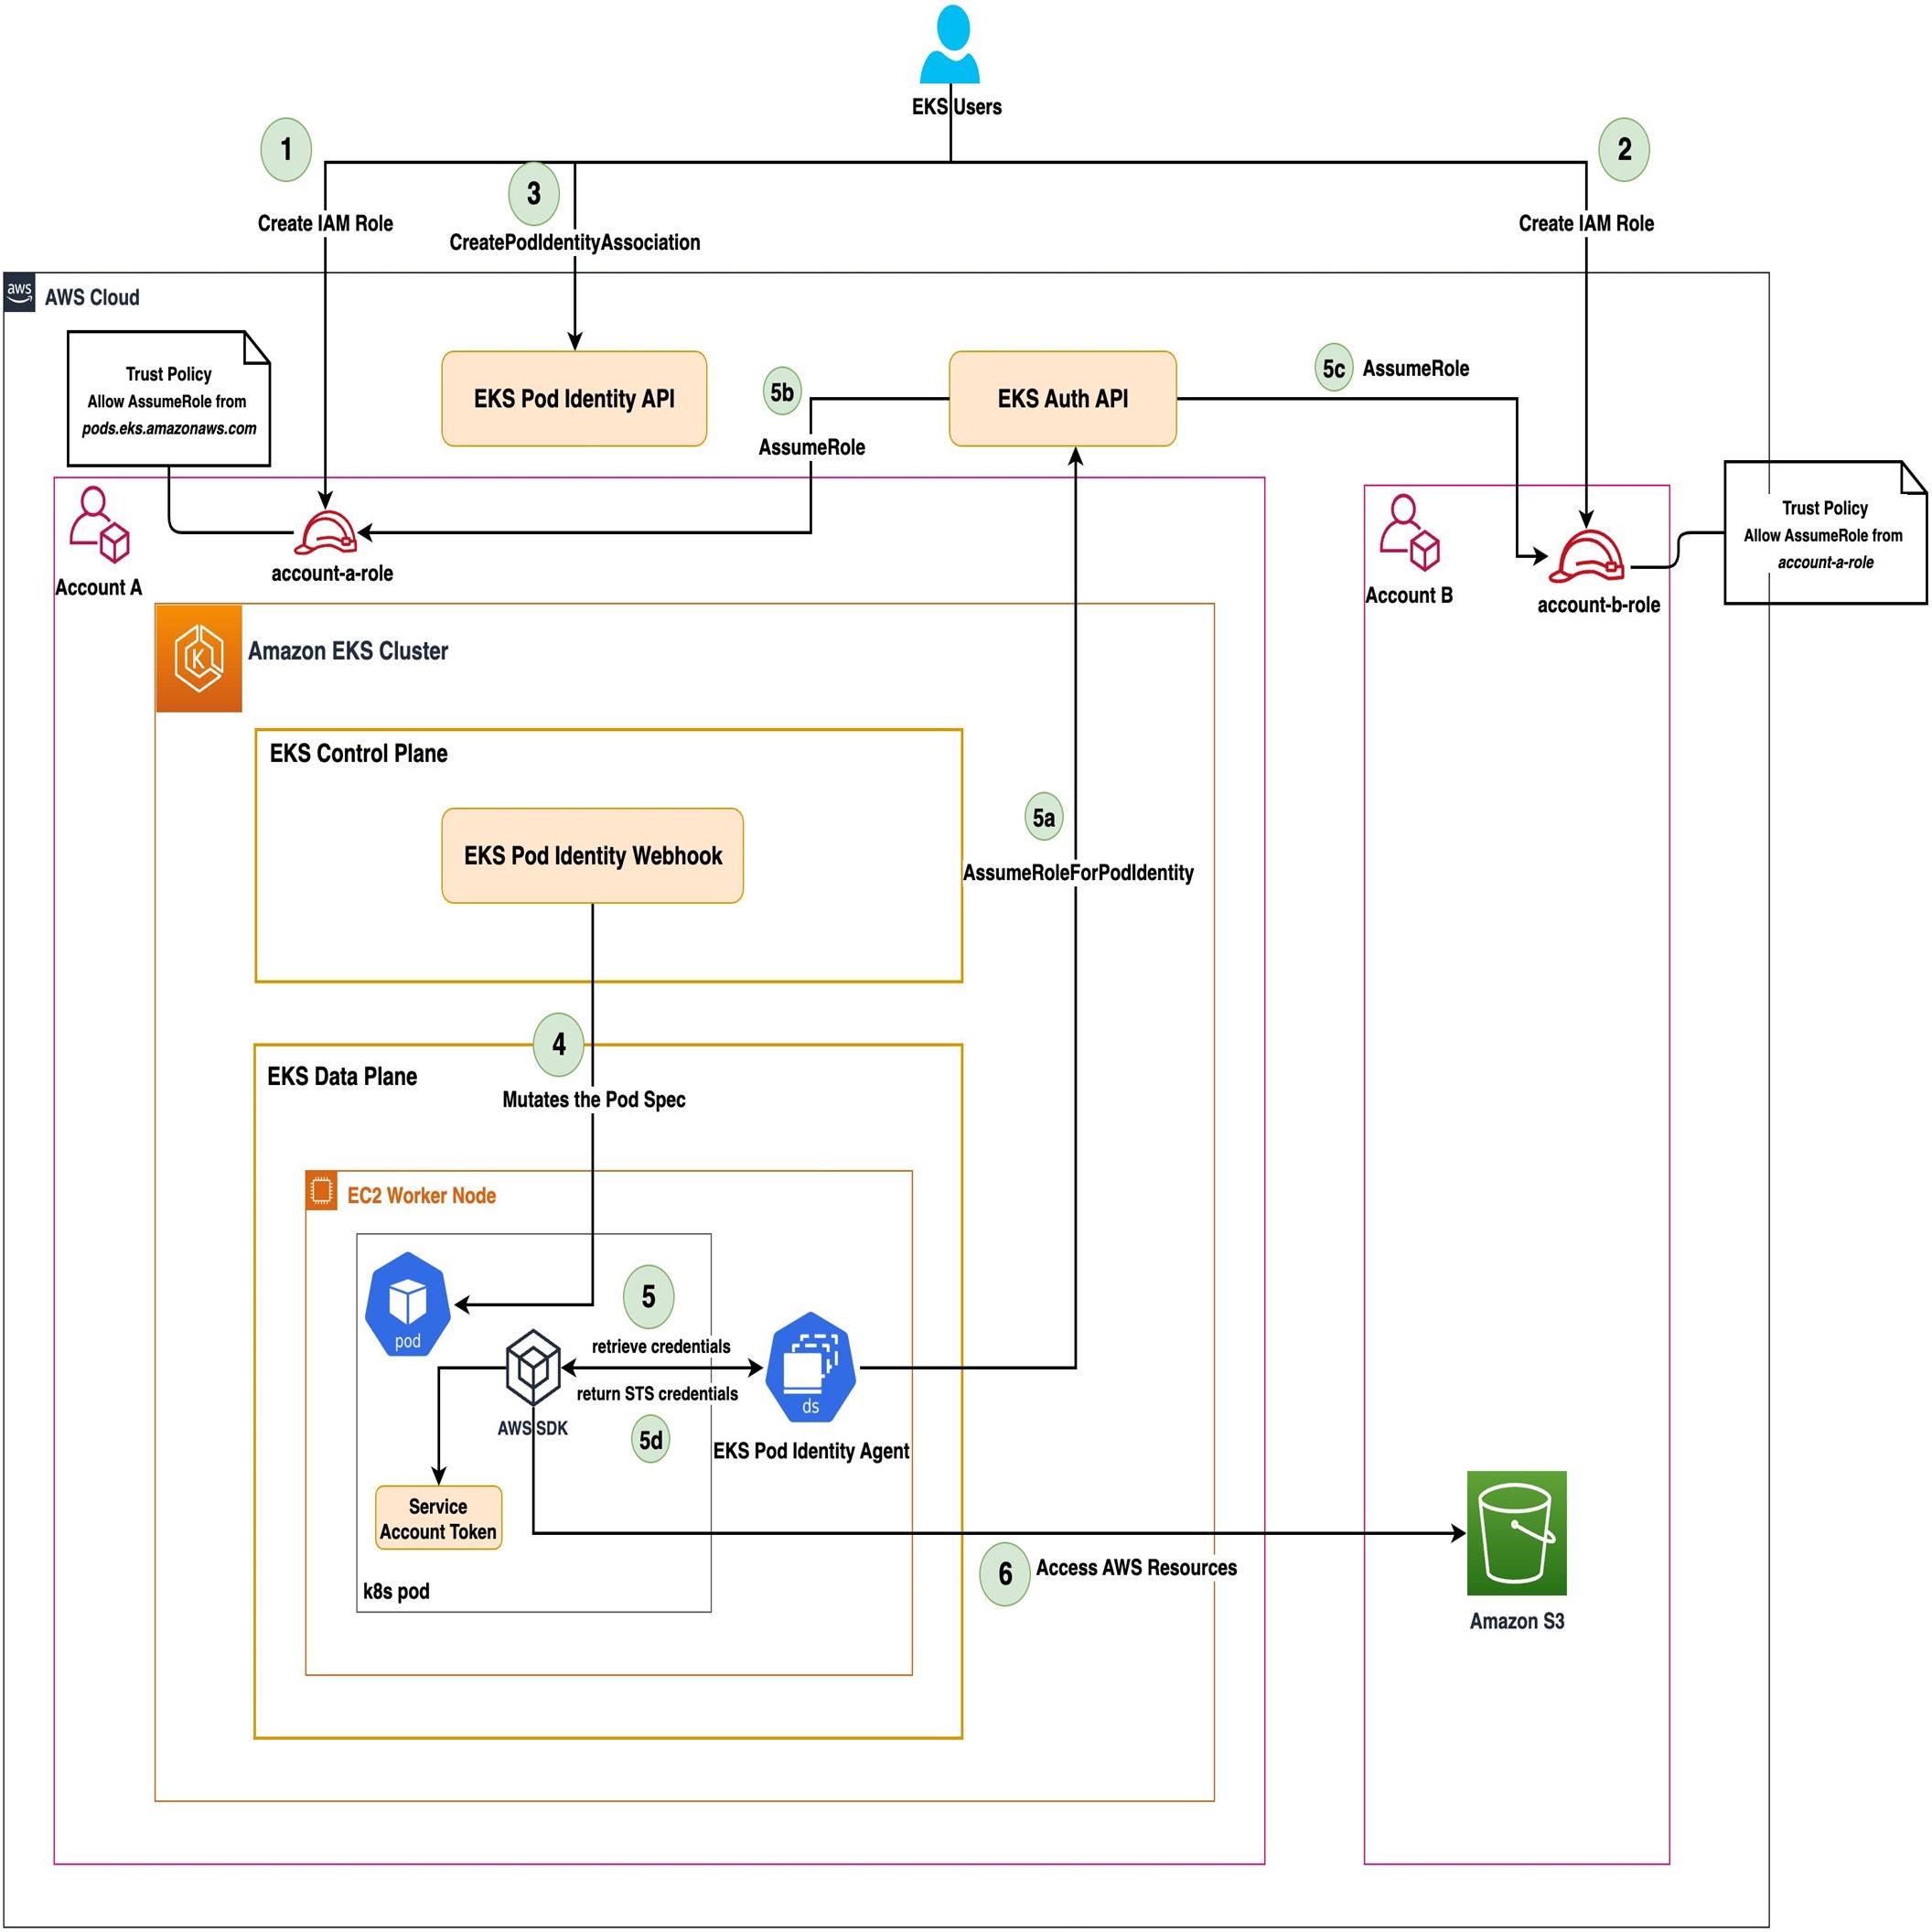 EKS Users
1
2
3
Create IAM Role
Create IAM Role
CreatePodIdentityAssociation
aws
AWS Cloud
Trust Policy
Allow AssumeRole from
pods.eks.amazonaws.com
EKS Pod Identity API
5b
AssumeRole
EKS Auth API
5c
AssumeRole
Trust Policy
Allow AssumeRole from
account-a-role
Account A
account-a-role
Account B
account-b-role
K
Amazon EKS Cluster
EKS Control Plane
EKS Pod Identity Webhook
5a
AssumeRoleForPodIdentity
4
EKS Data Plane
Mutates the Pod Spec
EC2 Worker Node
pod
5
retrieve credentials
return STS credentials
5d
AWS SDK
ds
EKS Pod Identity Agent
Service
Account Token
k8s pod
6
Access AWS Resources
Amazon S3